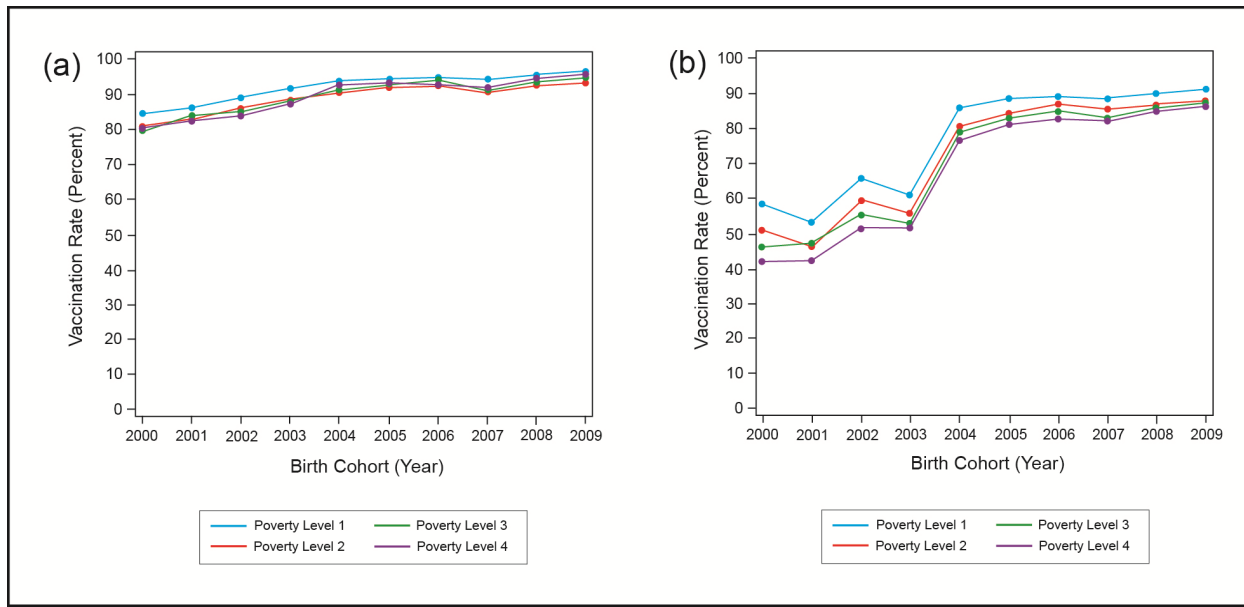 (a)
Vaccination Rate (Percent)
100
90
80
70
60
50
40
30
20
10
0
2000 2001 2002 2003 2004 2005 2006 2007 2008 2009
Birth Cohort (Year)
Poverty Level 1 Poverty Level 3
Poverty Level 2 Poverty Level 4
(b)
Vaccination Rate (Percent)
100
90
80
70
60
50
40
30
20
10
0
2000 2001 2002 2003 2004 2005 2006 2007 2008 2009
Birth Cohort (Year)
Poverty Level 1 Poverty Level 3
Poverty Level 2 Poverty Level 4